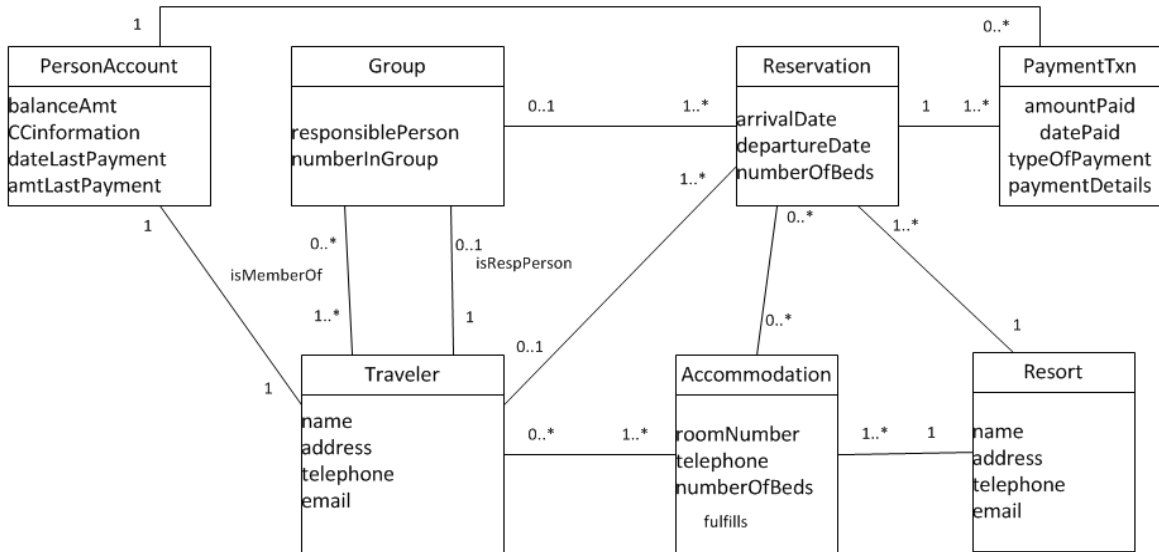 1
0..*
PersonAccount
balanceAmt
CCinformation
dateLastPayment
amtLastPayment
Group
responsiblePerson
numberInGroup
0..1
1..*
Reservation
arrivalDate
departureDate
numberOfBeds
1
1..*
PaymentTxn
amountPaid
datePaid
typeOfPayment
paymentDetails
1..*
1
0..*
0..1
0..*
1..*
isMemberOf
isRespPerson
1..*
1
0..*
1
0..1
1
Traveler
name
address
telephone
email
0..*
1..*
Accommodation
roomNumber
telephone
numberOfBeds
fulfills
1..*
1
Resort
name
address
telephone
email